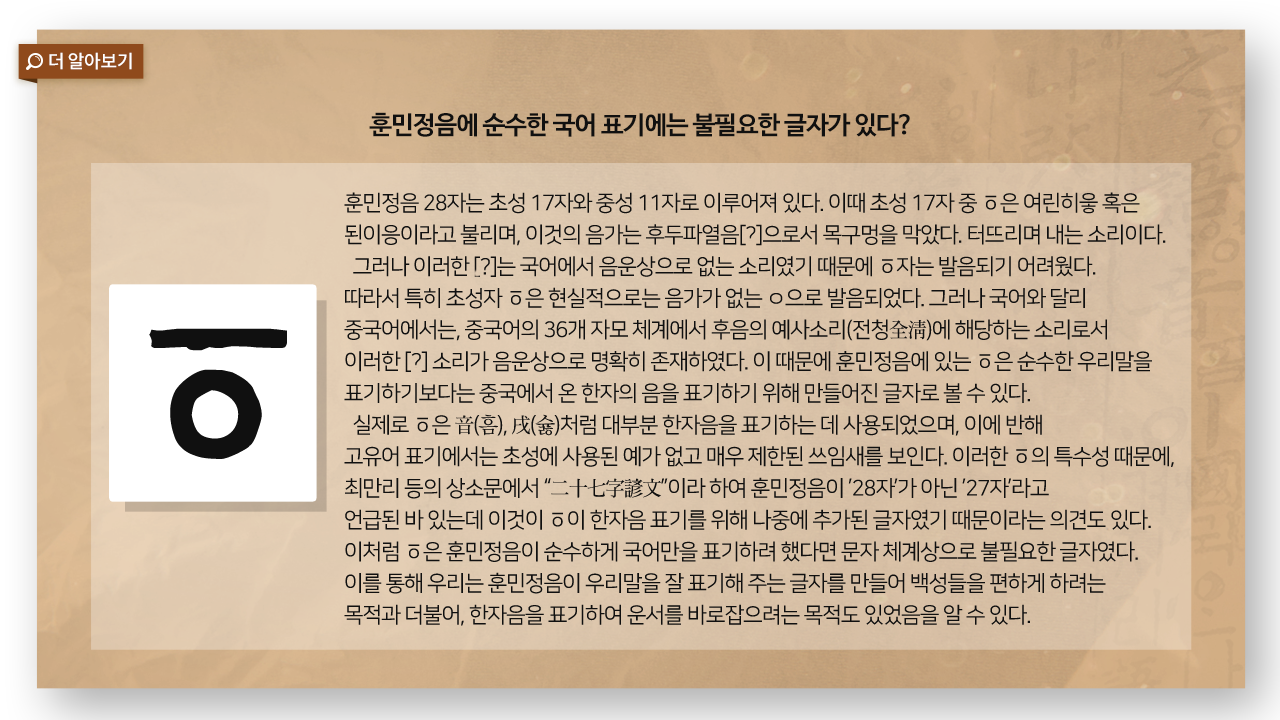 더 알아보기
훈민정음에 순수한 국어 표기에는 불필요한 글자가 있다?
훈민정음 28자는 초성 17자와 중성 11자로 이루어져 있다. 이때 초성 17자 중 ㆆ은 여린히읗 혹은
된이응이라고 불리며, 이것의 음가는 후두파열음[?]으로서 목구멍을 막았다. 터뜨리며 내는 소리이다.
그러나 이러한 [?]는 국어에서 음운상으로 없는 소리였기 때문에 ㆆ자는 발음되기 어려웠다.
따라서 특히 초성자 ㆆ은 현실적으로는 음가가 없는 ㅇ으로 발음되었다. 그러나 국어와 달리
중국어에서는, 중국어의 36개 자모 체계에서 후음의 예사소리(전청全淸)에 해당하는 소리로서
이러한 [?] 소리가 음운상으로 명확히 존재하였다. 이 때문에 훈민정음에 있는 ㆆ은 순수한 우리말을
표기하기보다는 중국에서 온 한자의 음을 표기하기 위해 만들어진 글자로 볼 수 있다.
실제로 ㆆ은 音(ᅙᅳᆷ), 戌()처럼 대부분 한자음을 표기하는 데 사용되었으며, 이에 반해
고유어 표기에서는 초성에 사용된 예가 없고 매우 제한된 쓰임새를 보인다. 이러한 ㆆ의 특수성 때문에,
최만리 등의 상소문에서 “二十七字諺文”이라 하여 훈민정음이 ’28자’가 아닌 ’27자’라고
언급된 바 있는데 이것이 ㆆ이 한자음 표기를 위해 나중에 추가된 글자였기 때문이라는 의견도 있다.
이처럼 ㆆ은 훈민정음이 순수하게 국어만을 표기하려 했다면 문자 체계상으로 불필요한 글자였다.
이를 통해 우리는 훈민정음이 우리말을 잘 표기해 주는 글자를 만들어 백성들을 편하게 하려는
목적과 더불어, 한자음을 표기하여 운서를 바로잡으려는 목적도 있었음을 알 수 있다.
ㆆ